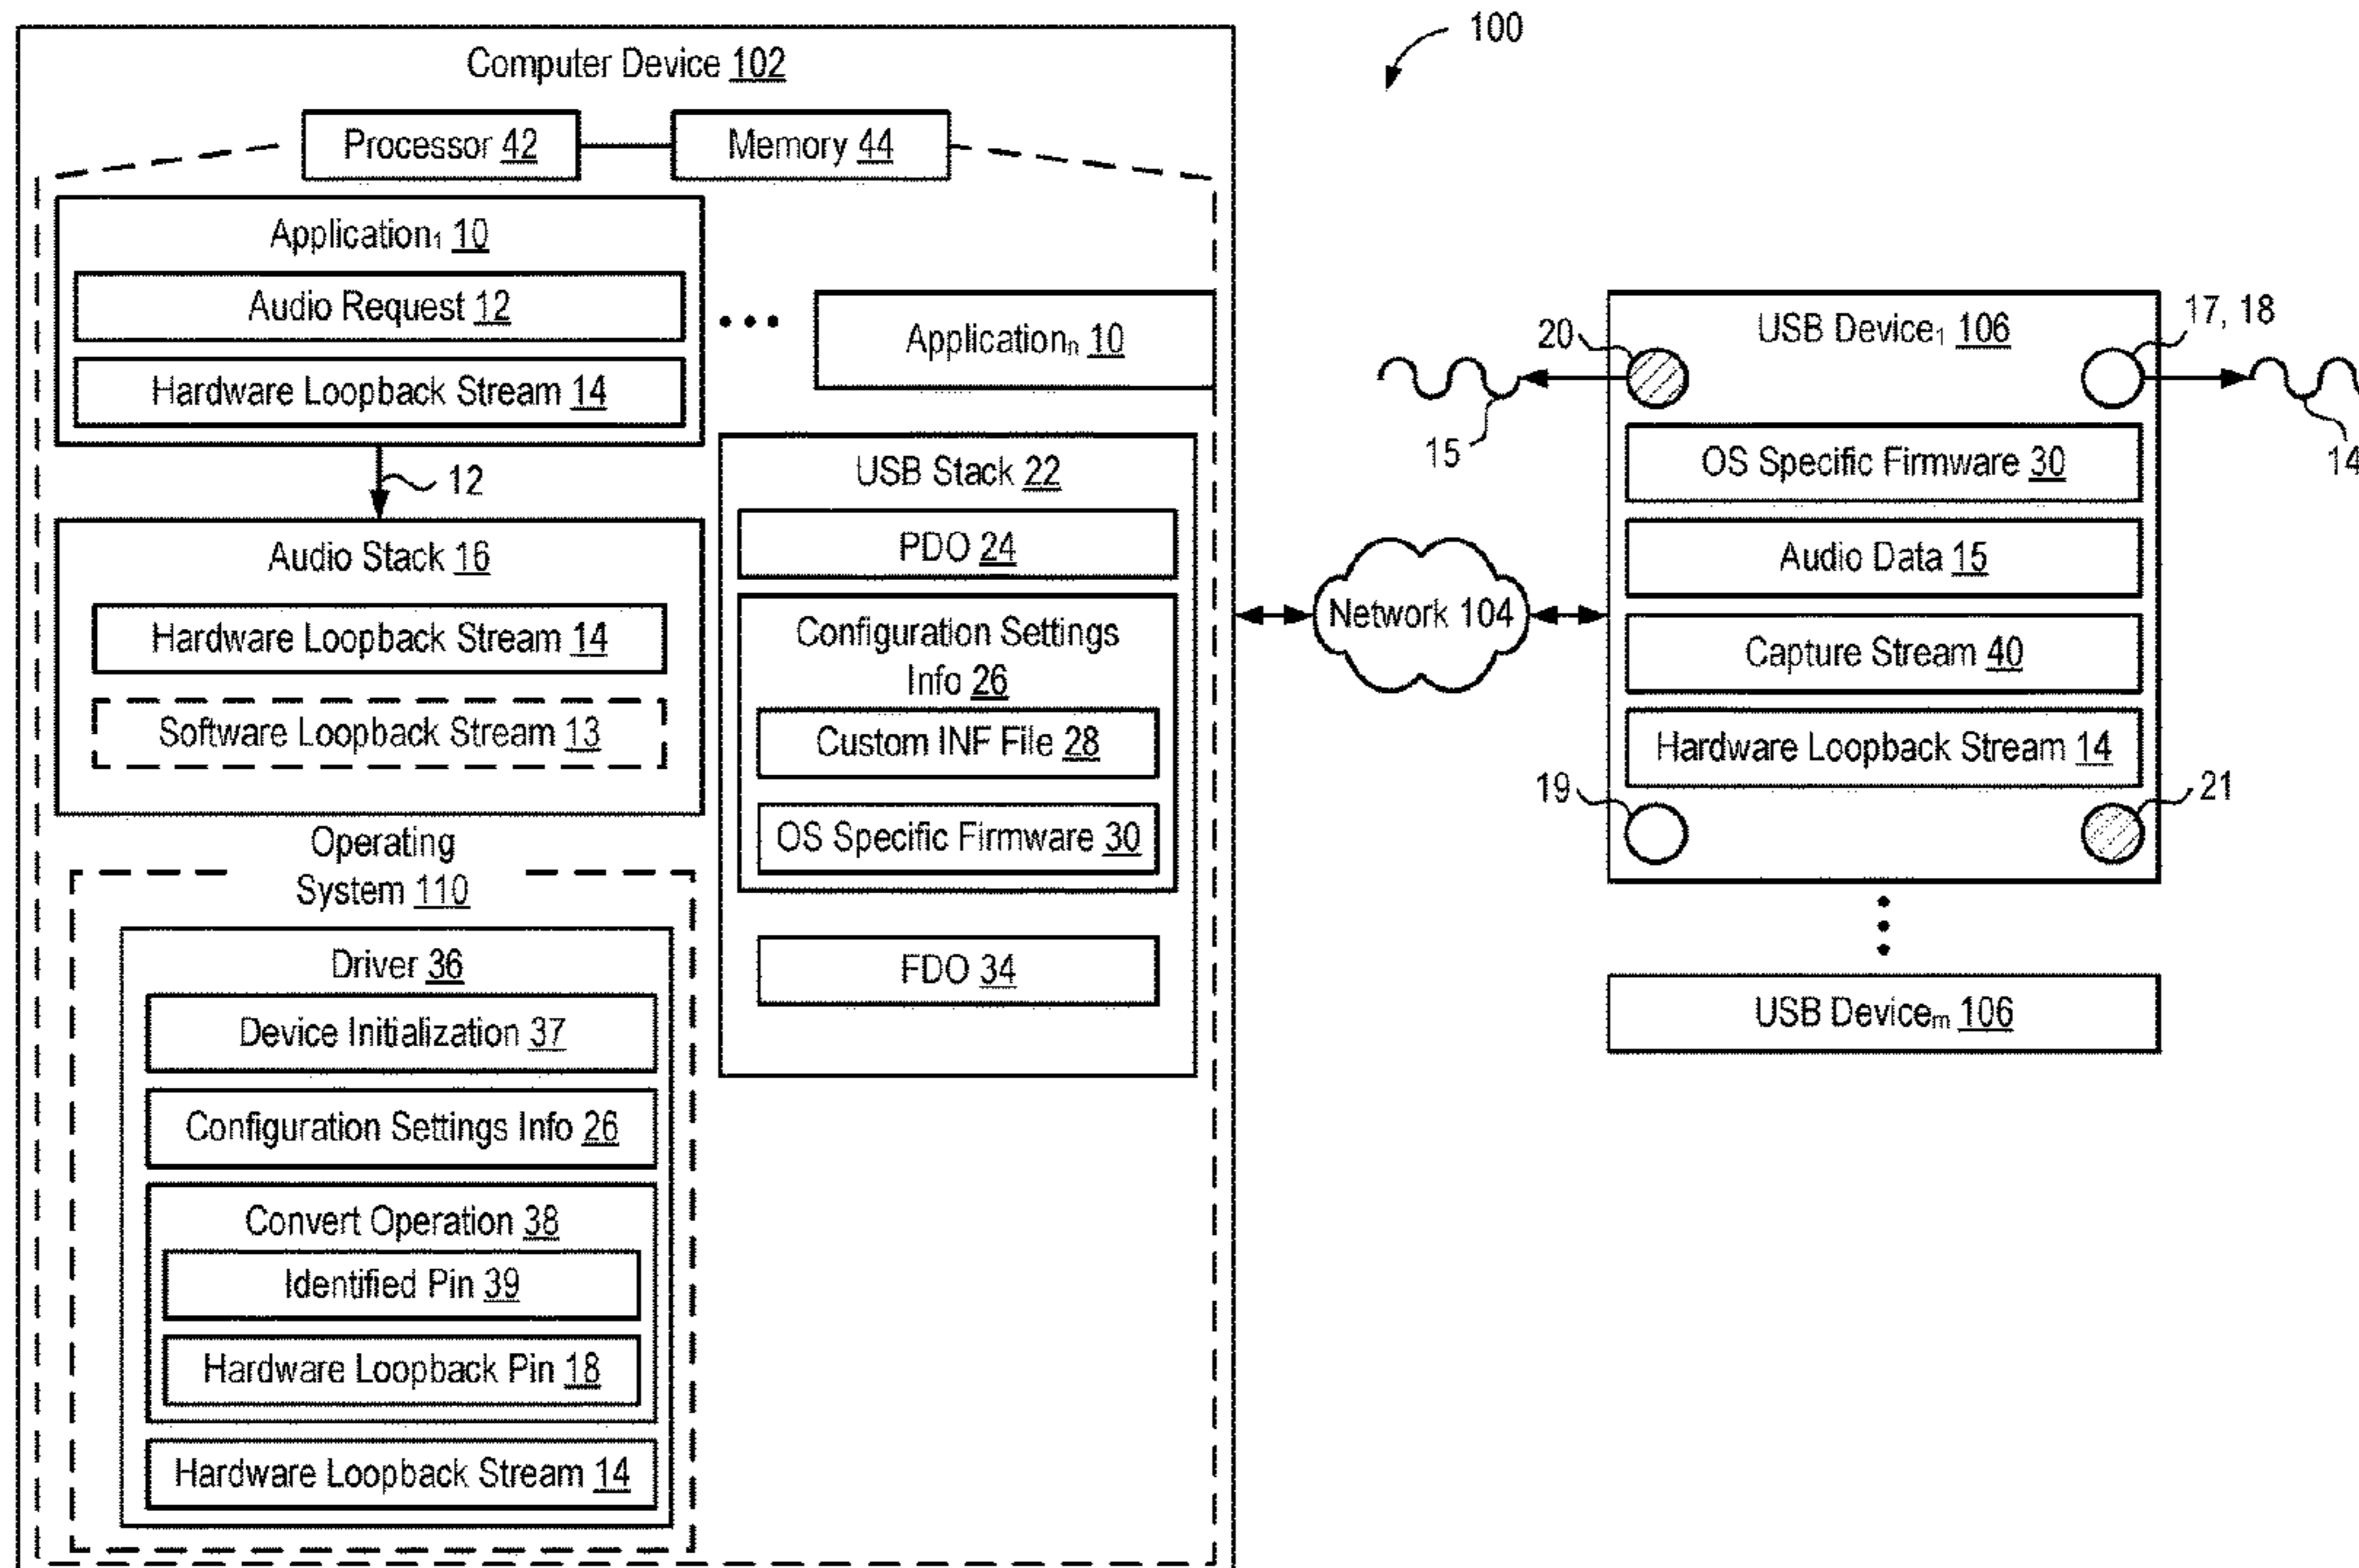 100
Computer Device 102
Processor 42
Memory 44
Application₁ 10
Audio Request 12
Hardware Loopback Stream 14
Applicationₙ 10
12
Audio Stack 16
Hardware Loopback Stream 14
Software Loopback Stream 13
Operating
System 110
Driver 36
Device Initialization 37
Configuration Settings Info 26
Convert Operation 38
Identified Pin 39
Hardware Loopback Pin 18
Hardware Loopback Stream 14
USB Stack 22
PDO 24
Configuration Settings
Info 26
Custom INF File 28
OS Specific Firmware 30
FDO 34
Network 104
USB Device₁ 106
20
17, 18
15
14
OS Specific Firmware 30
Audio Data 15
Capture Stream 40
Hardware Loopback Stream 14
19
21
USB Deviceₘ 106